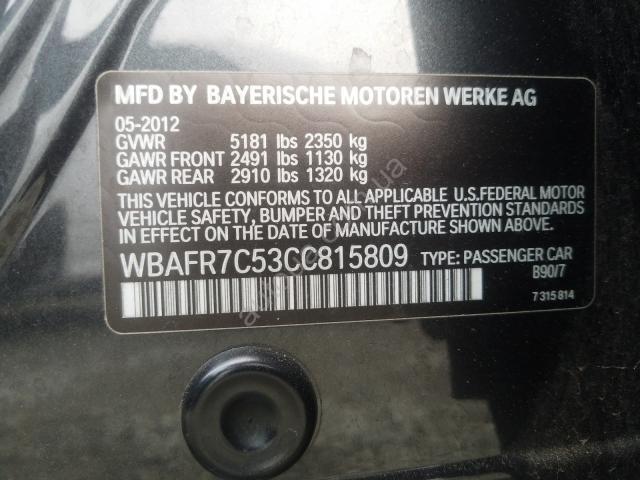 MFD BY BAYERISCHE MOTOREN WERKE AG
05-2012
GVWR 5181 lbs 2350 kg
GAWR FRONT 2491 lbs 1130 kg
GAWR REAR 2910 lbs 1320 kg
THIS VEHICLE CONFORMS TO ALL APPLICABLE U.S.FEDERAL MOTOR
VEHICLE SAFETY, BUMPER AND THEFT PREVENTION STANDARDS
IN EFFECT ON THE DATE OF MANUFACTURE SHOWN ABOVE.
WBAFR7C53CC815809 TYPE: PASSENGER CAR
B90/7
7 315 814